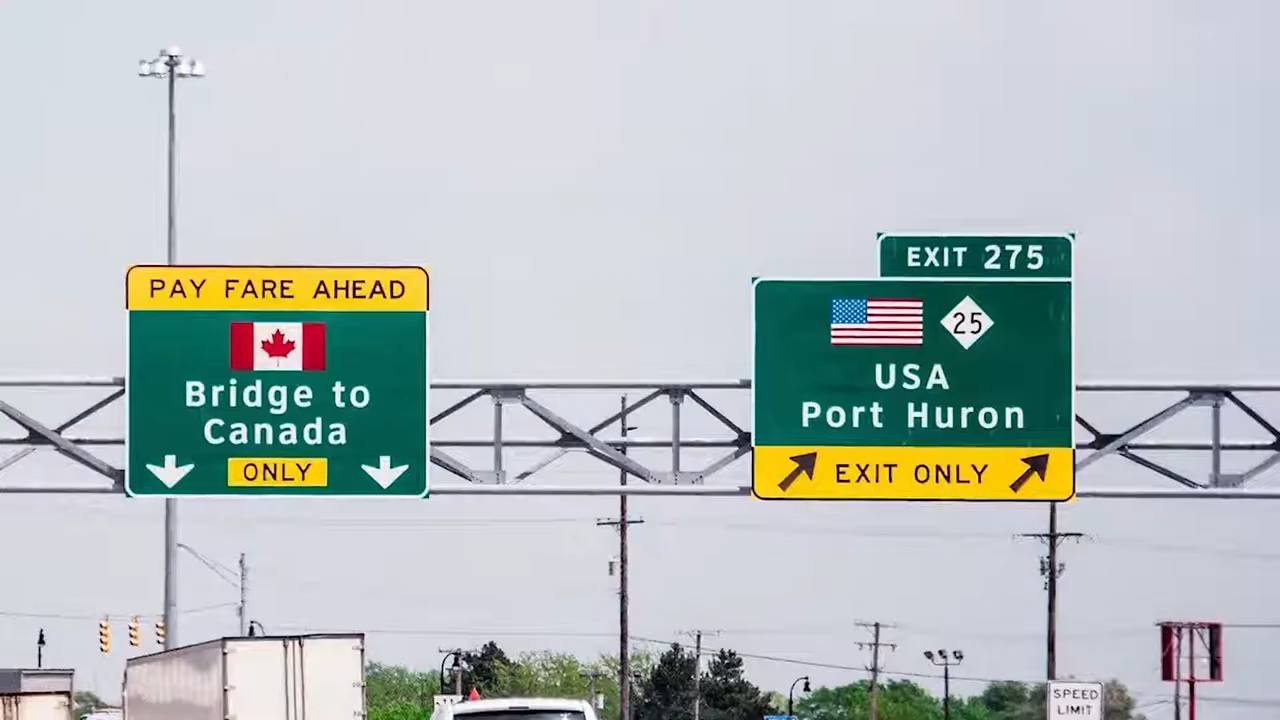 PAY FARE AHEAD
Bridge to
Canada
ONLY
EXIT 275
25
USA
Port Huron
EXIT ONLY
SPEED
LIMIT